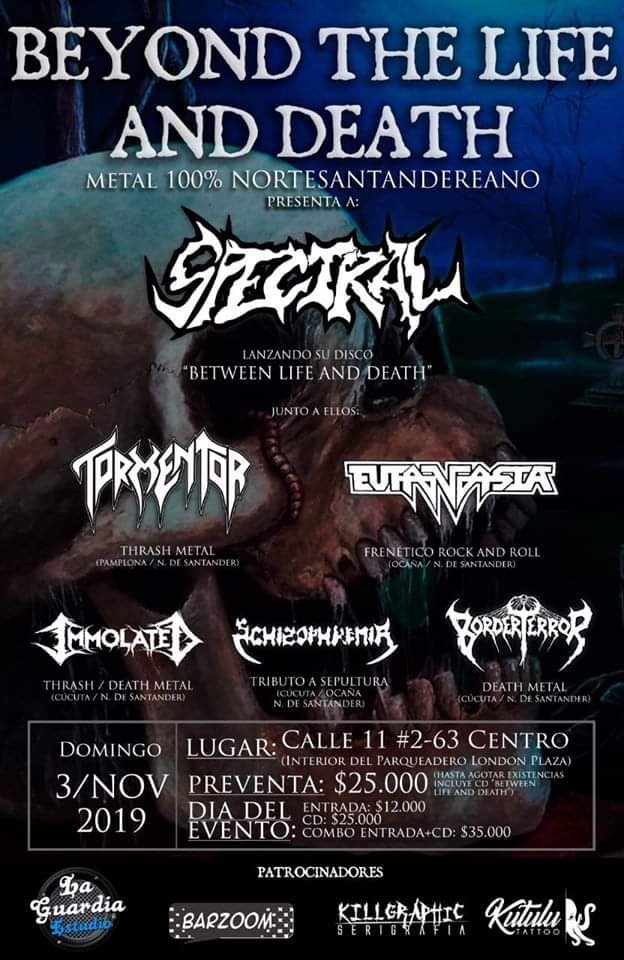 BEYOND THE LIFE
AND DEATH
METAL 100% NORTESANTANDEREANO
PRESENTA A:
SPECTRAL
LANZANDO SU DISCO
"BETWEEN LIFE AND DEATH"
JUNTO A ELLOS:
TORMENTOR
THRASH METAL
(PAMPLONA / N. DE SANTANDER)
EUTANASIA
FRENÉTICO ROCK AND ROLL
(OCAÑA / N. DE SANTANDER)
IMMOLATED
THRASH / DEATH METAL
(CÚCUTA / N. DE SANTANDER)
SCHIZOPHRENIA
TRIBUTO A SEPULTURA
(CÚCUTA / OCAÑA
N. DE SANTANDER)
BORDERTERROR
DEATH METAL
(CÚCUTA / N. DE SANTANDER)
DOMINGO
3/NOV
2019
LUGAR: CALLE 11 #2-63 CENTRO
(INTERIOR DEL PARQUEADERO LONDON PLAZA)
PREVENTA: $25.000 (HASTA AGOTAR EXISTENCIAS
INCLUYE CD "BETWEEN
LIFE AND DEATH")
DIA DEL
EVENTO:
ENTRADA: $12.000
CD: $25.000
COMBO ENTRADA+CD: $35.000
PATROCINADORES
La
Guardia
Estudio
BARZOOM
KILLGRAPHIC
SERIGRAFIA
Kutulu
TATTOO